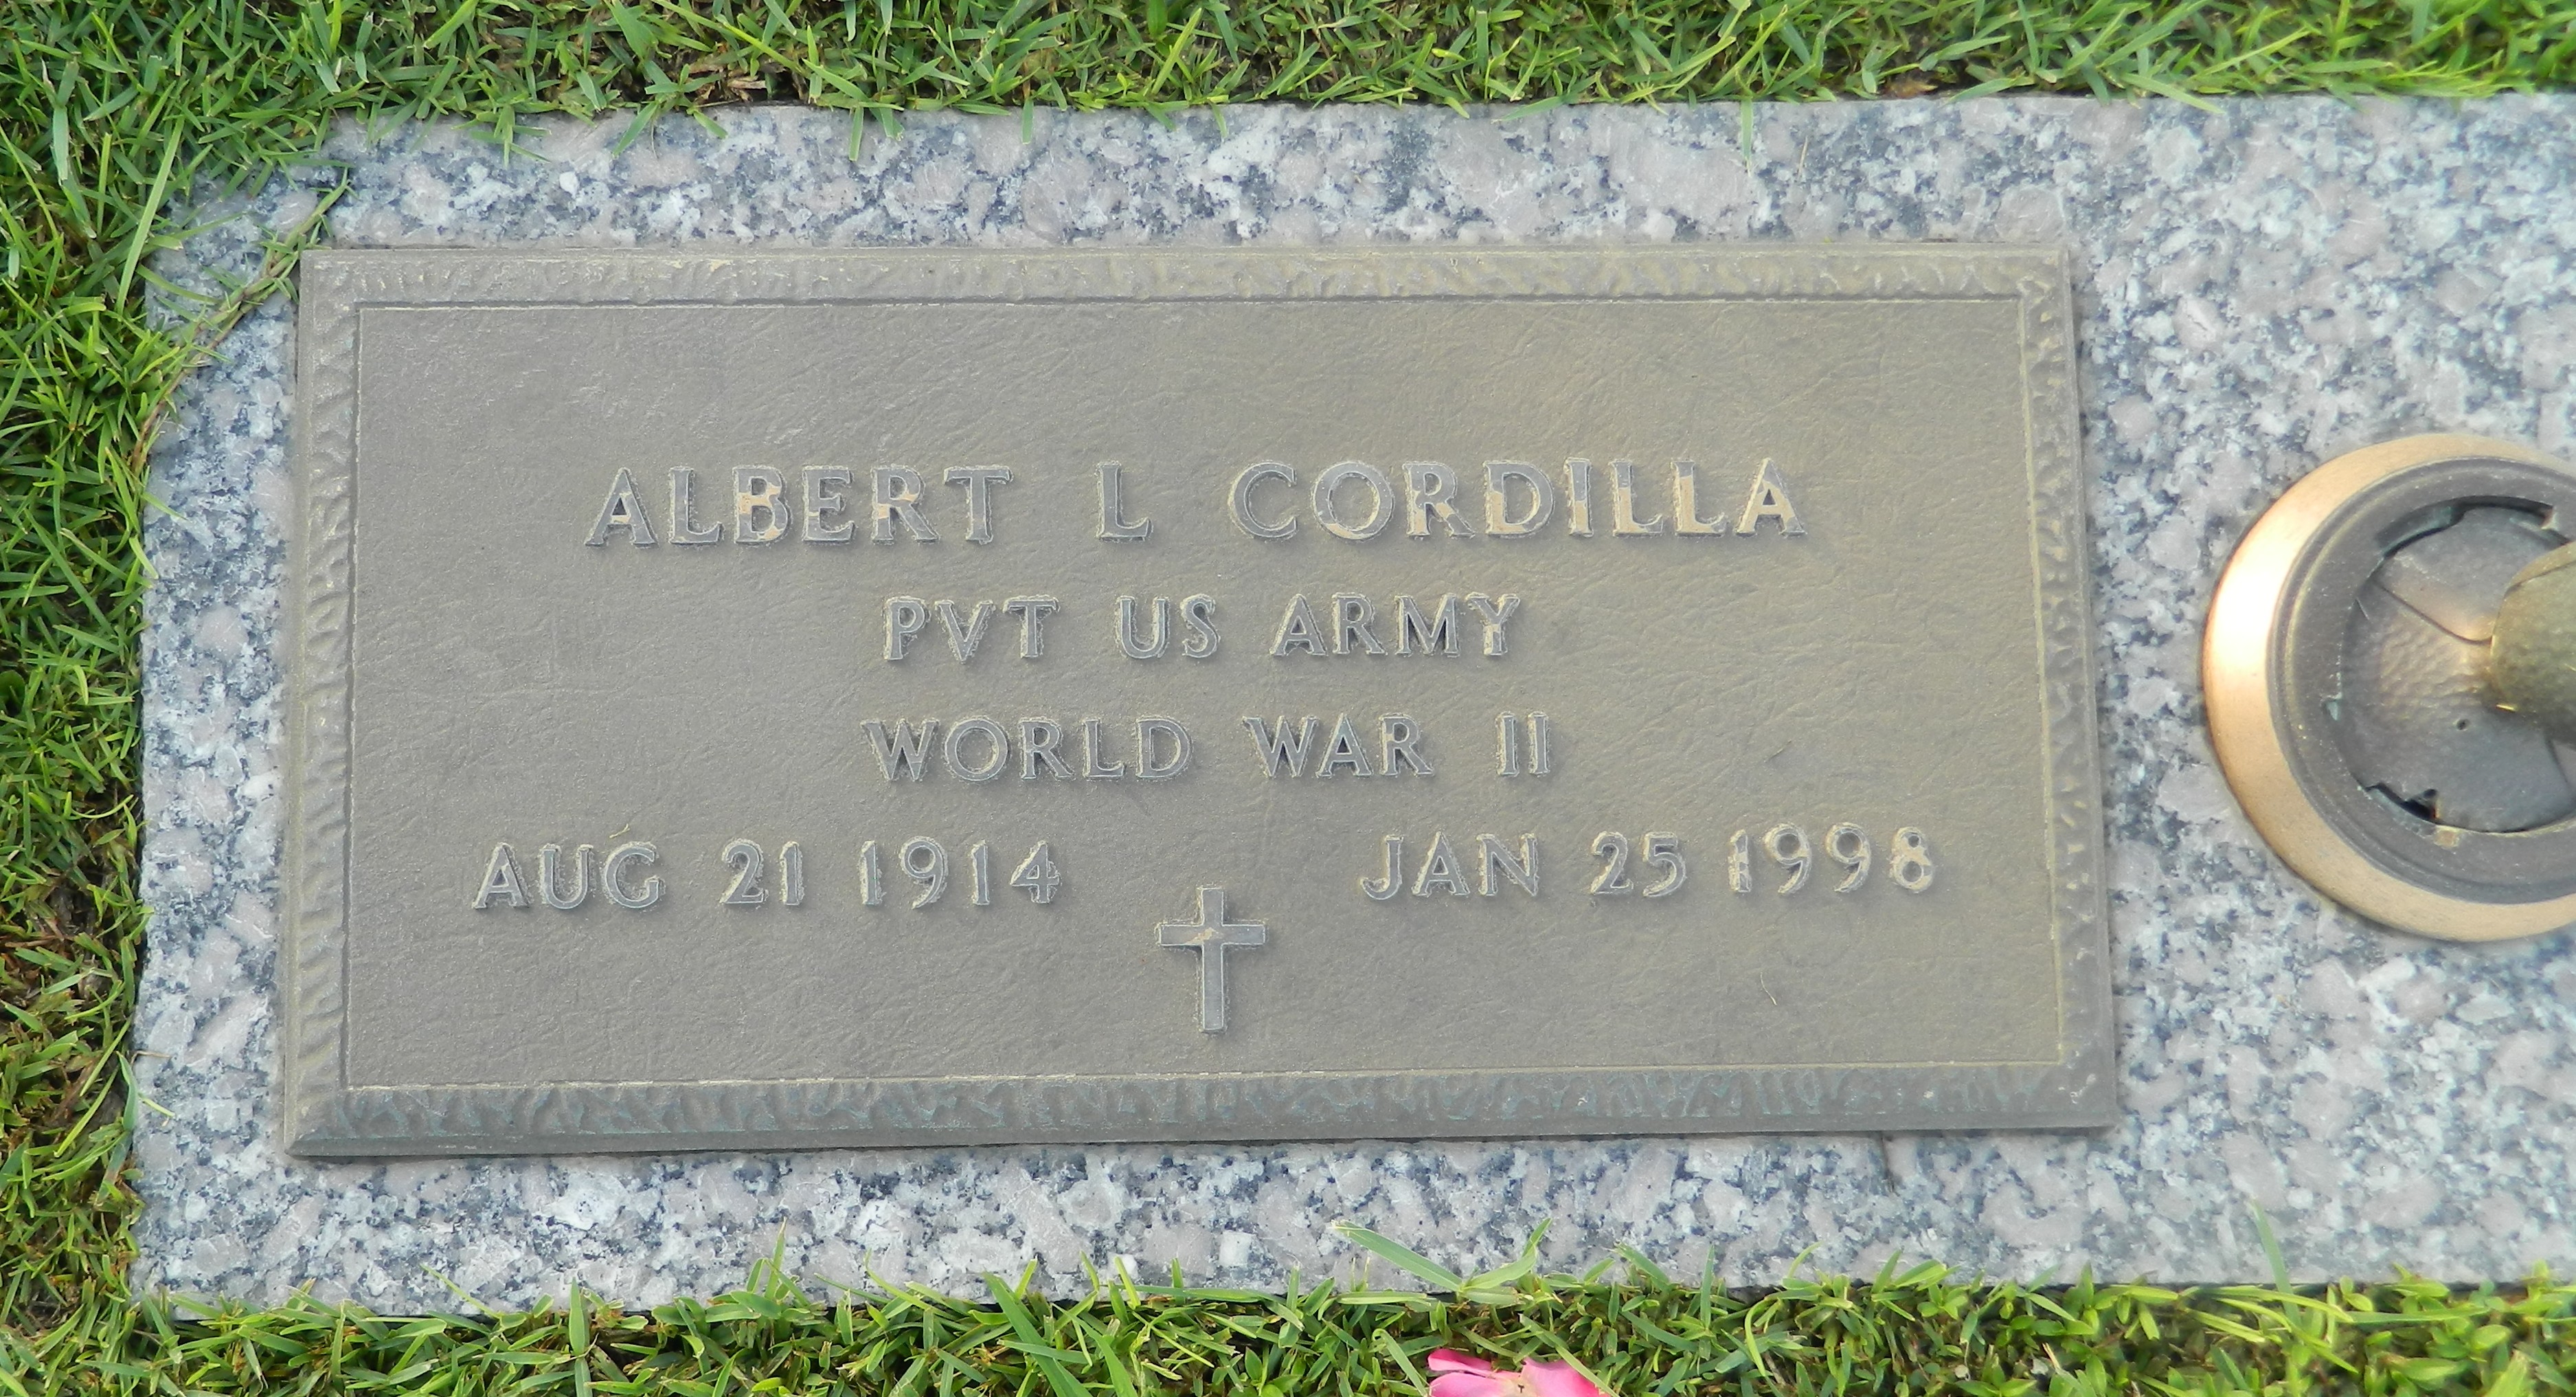 ALBERT L CORDILLA
PVT US ARMY
WORLD WAR II
AUG 21 1914 JAN 25 1998